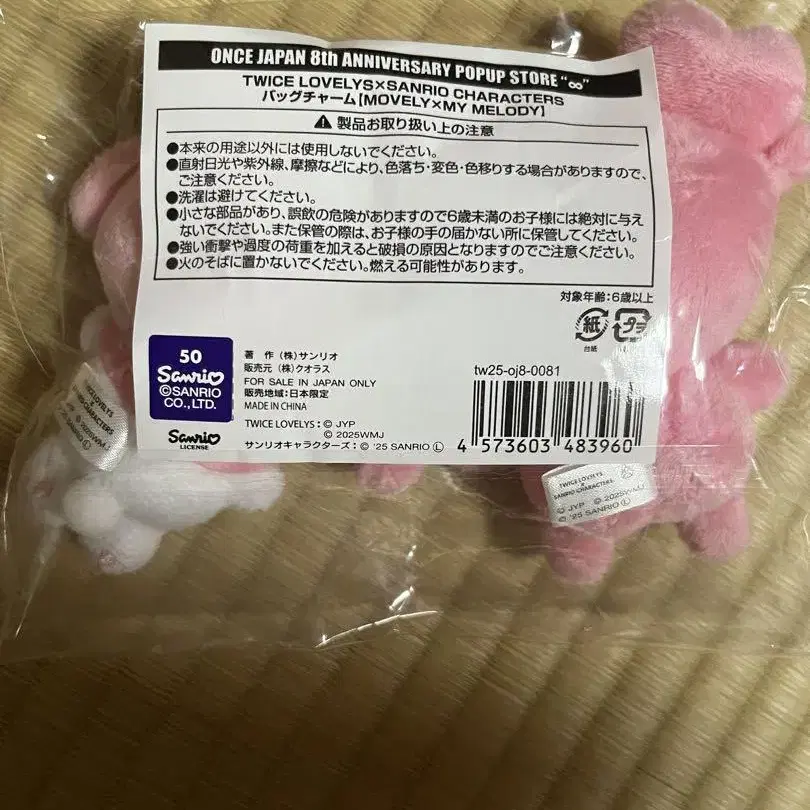 ONCE JAPAN 8th ANNIVERSARY POPUP STORE "∞"
TWICE LOVELYS×SANRIO CHARACTERS
バッグチャーム【MOVELY×MY MELODY】
⚠ 製品お取り扱い上の注意
●本来の用途以外には使用しないでください。
●直射日光や紫外線、摩擦などにより、色落ち・変色・色移りする場合がありますので、
ご注意ください。
●洗濯は避けてください。
●小さな部品があり、誤飲の危険がありますので6歳未満のお子様には絶対に与え
ないでください。また保管の際は、お子様の手の届かない所に保管してください。
●強い衝撃や過度の荷重を加えると破損の原因となりますのでご注意ください。
●火のそばに置かないでください。燃える可能性があります。
対象年齢:6歳以上
紙
プラ
台紙
50
Sanrio
©SANRIO
CO.,LTD.
Sanrio
LICENSE
著 作 (株)サンリオ
販売元 (株)クオラス
FOR SALE IN JAPAN ONLY
販売地域:日本限定
MADE IN CHINA
TWICE LOVELYS: © JYP
© 2025WMJ
サンリオキャラクターズ: © '25 SANRIO Ⓛ
tw25-oj8-0081
4 573603 483960
TWICE LOVELYS
×
SANRIO CHARACTERS
© JYP © 2025WMJ
© '25 SANRIO Ⓛ
TWICE LOVELYS
×
SANRIO CHARACTERS
© JYP © 2025WMJ
© '25 SANRIO Ⓛ